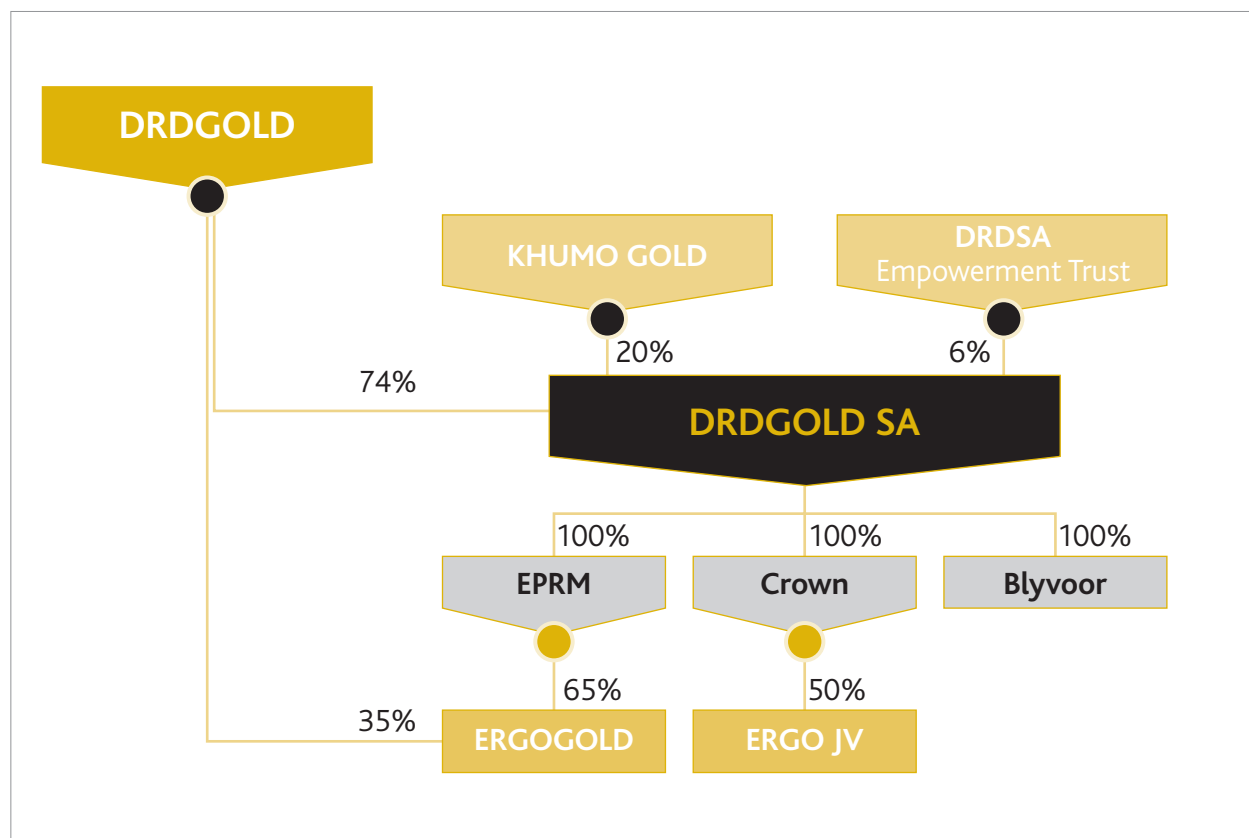 DRDGOLD
KHUMO GOLD
DRDSA
Empowerment Trust
20%
6%
74%
DRDGOLD SA
100%
100%
100%
EPRM
Crown
Blyvoor
65%
50%
35%
ERGOGOLD
ERGO JV